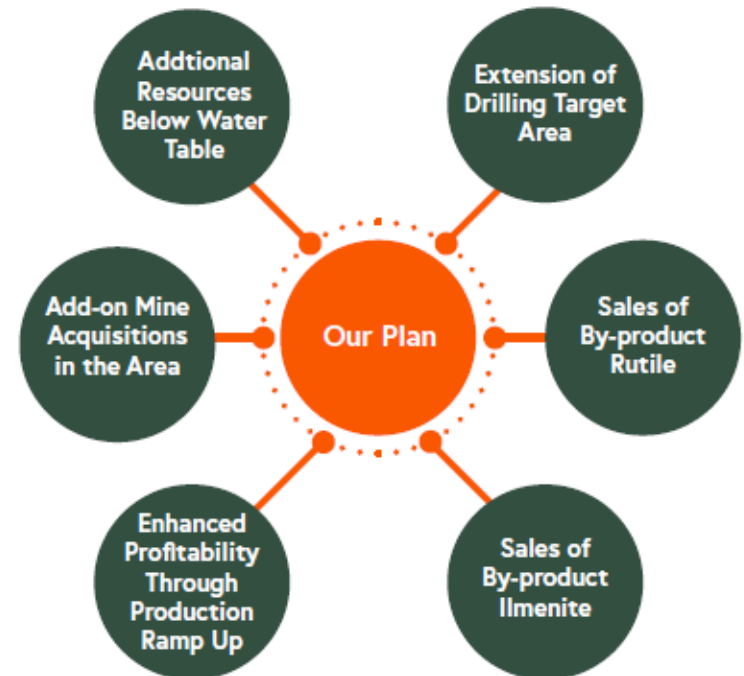 Addtional
Resources
Below Water
Table
Extension of
Drilling Target
Area
Add-on Mine
Acquisitions
in the Area
Our Plan
Sales of
By-product
Rutile
Enhanced
Profitability
Through
Production
Ramp Up
Sales of
By-product
Ilmenite